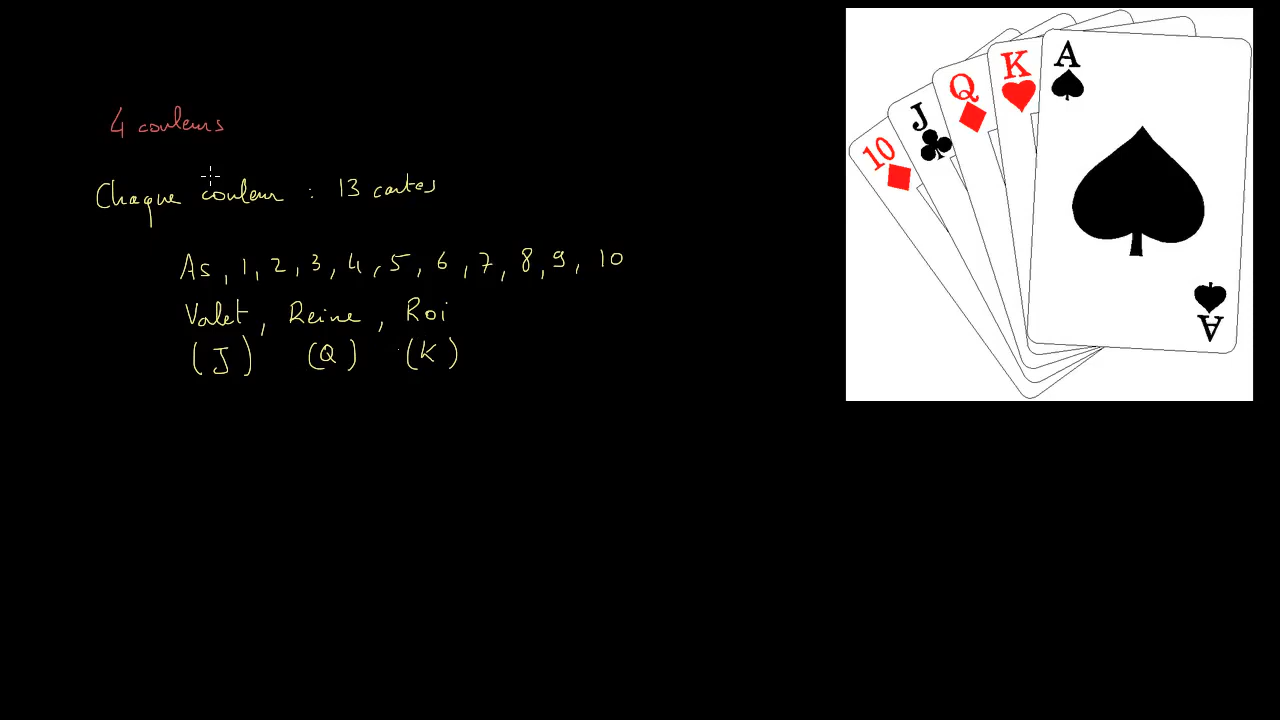 4 couleurs
Chaque couleur : 13 cartes
As, 1, 2, 3, 4, 5, 6, 7, 8, 9, 10
Valet, Reine, Roi
(J) (Q) (K)
10
J
Q
K
A
A